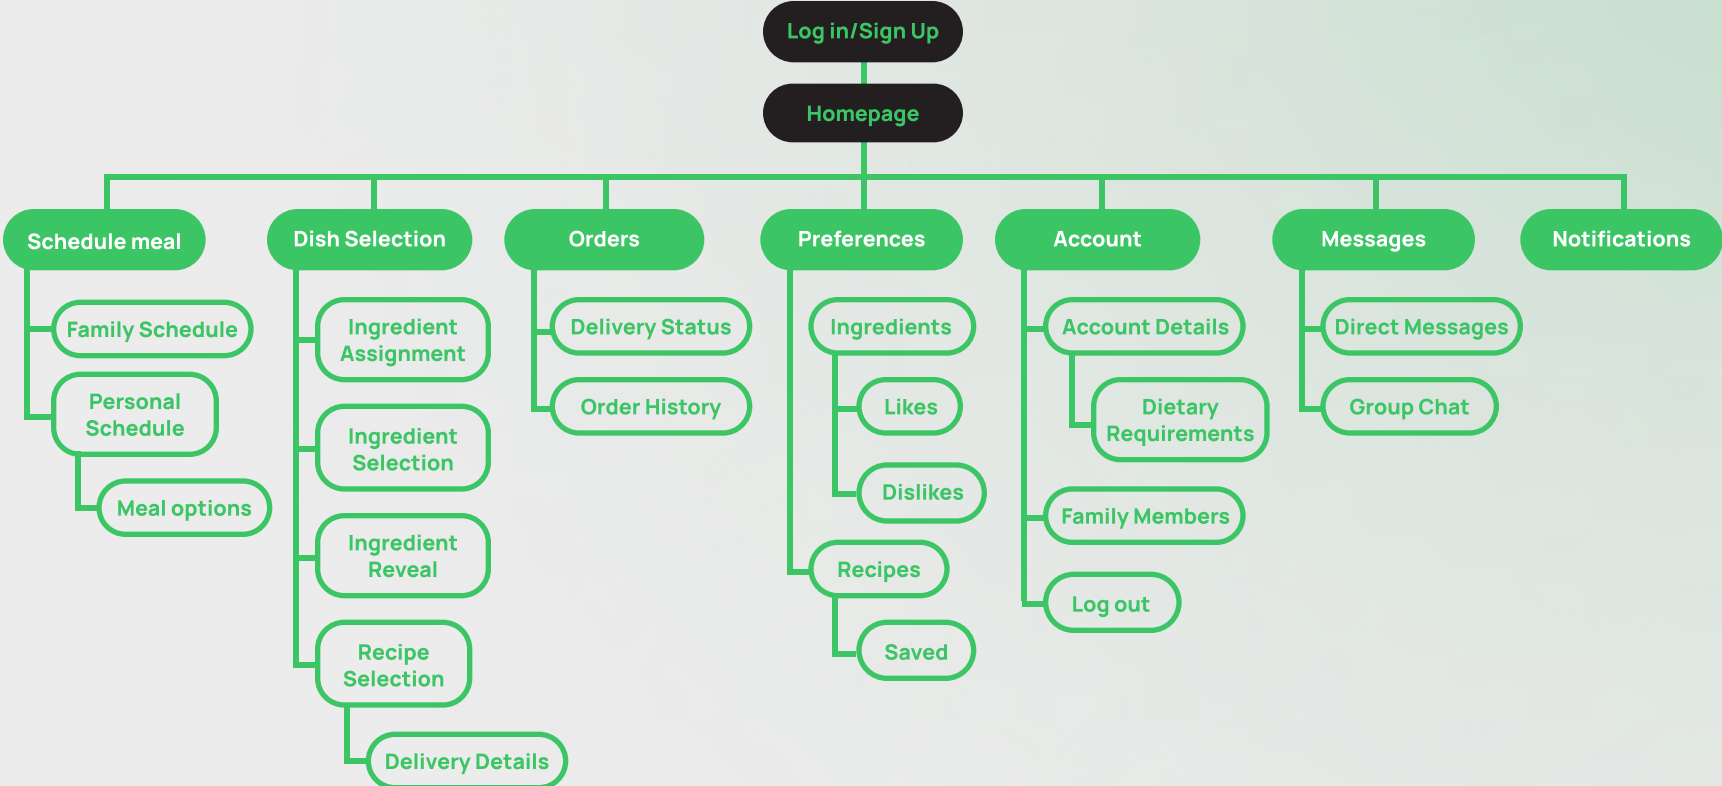 Log in/Sign Up
Homepage
Schedule meal
Family Schedule
Personal
Schedule
Meal options
Dish Selection
Ingredient
Assignment
Ingredient
Selection
Ingredient
Reveal
Recipe
Selection
Delivery Details
Orders
Delivery Status
Order History
Preferences
Ingredients
Likes
Dislikes
Recipes
Saved
Account
Account Details
Dietary
Requirements
Family Members
Log out
Messages
Direct Messages
Group Chat
Notifications